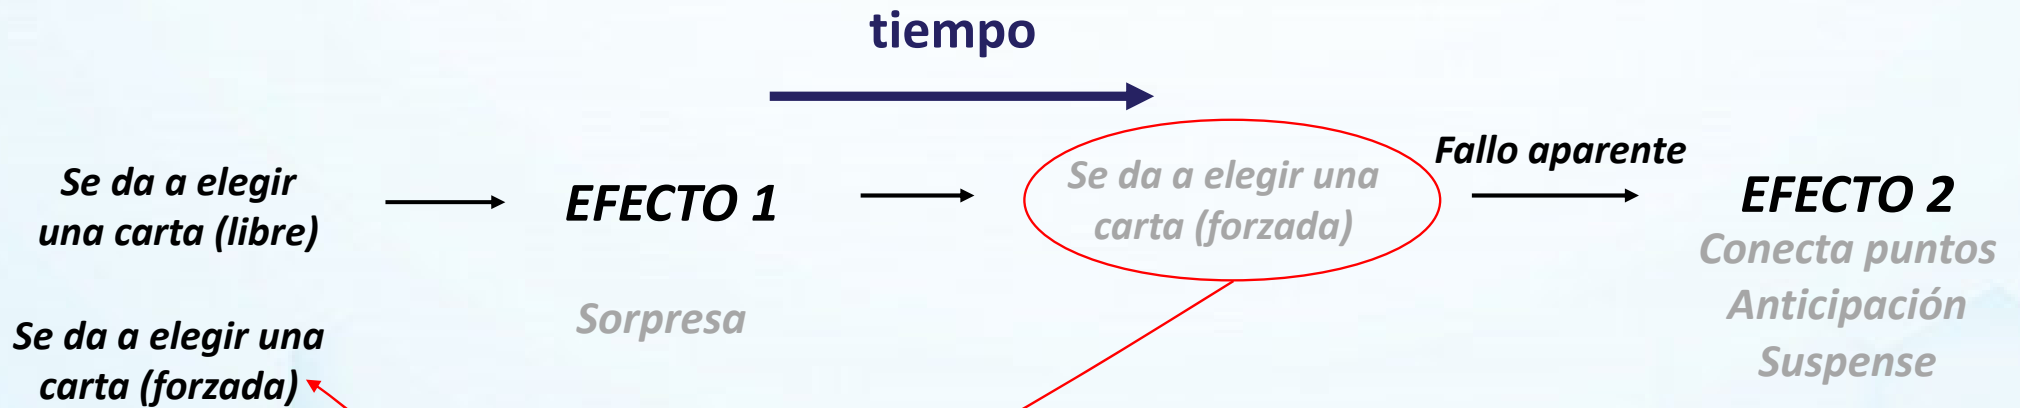 tiempo
Se da a elegir
una carta (libre)
EFECTO 1
Se da a elegir una
carta (forzada)
Fallo aparente
EFECTO 2
Conecta puntos
Anticipación
Suspense
Sorpresa
Se da a elegir una
carta (forzada)